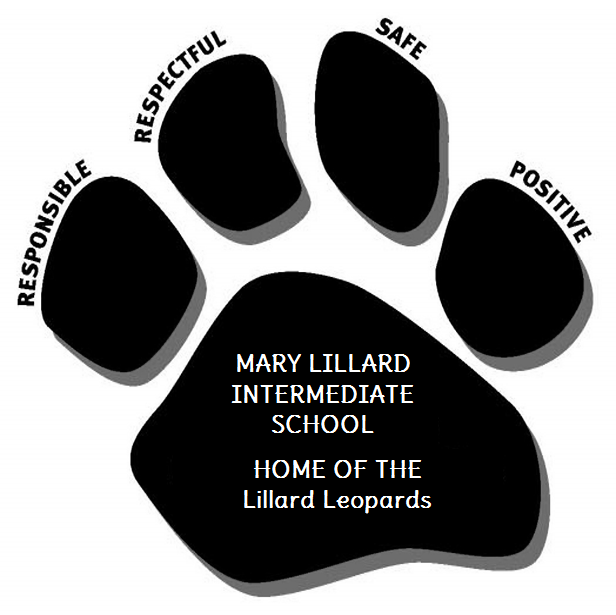 RESPONSIBLE
RESPECTFUL
SAFE
POSITIVE
MARY LILLARD
INTERMEDIATE
SCHOOL
HOME OF THE
Lillard Leopards